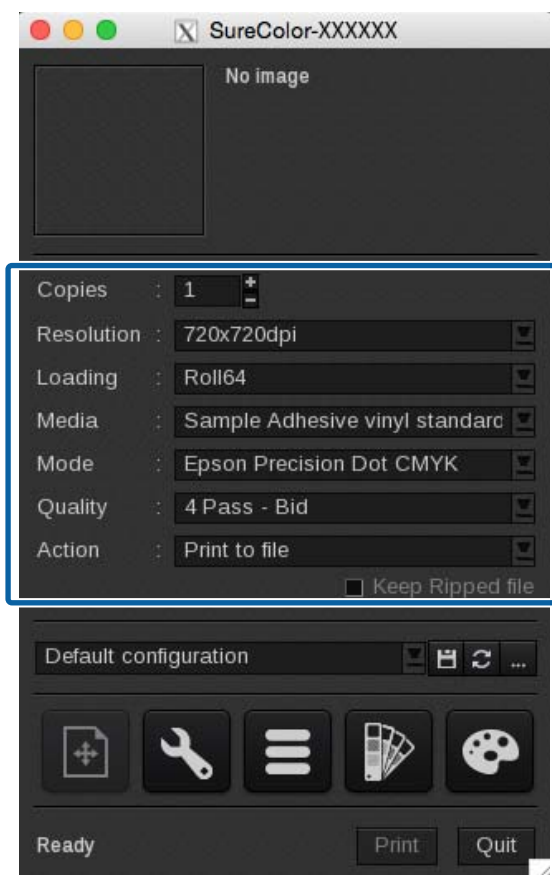 SureColor-XXXXXX
No image
Copies : 1
Resolution : 720x720dpi
Loading : Roll64
Media : Sample Adhesive vinyl standard
Mode : Epson Precision Dot CMYK
Quality : 4 Pass - Bid
Action : Print to file
Keep Ripped file
Default configuration ...
Ready Print Quit